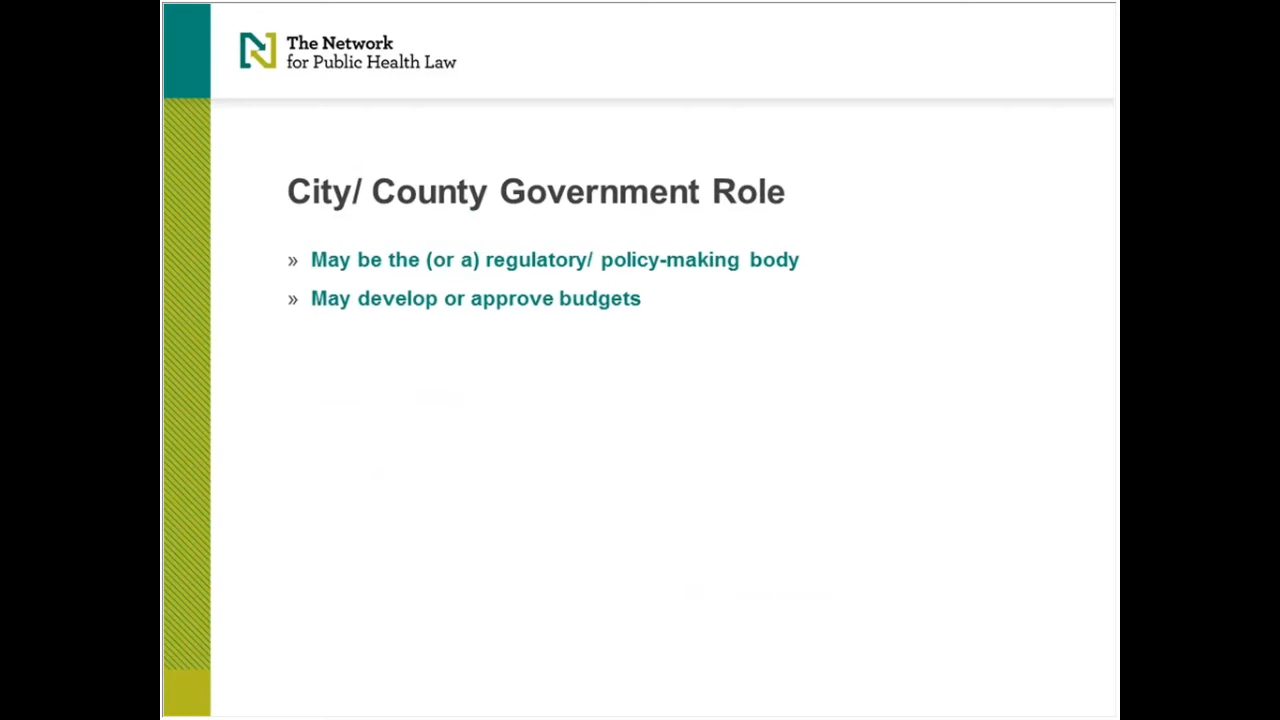 The Network
for Public Health Law
City/ County Government Role
» May be the (or a) regulatory/ policy-making body
» May develop or approve budgets